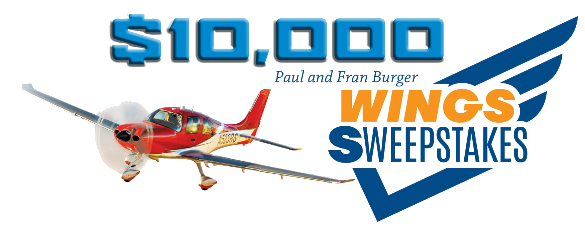 $10,000
Paul and Fran Burger
WINGS
SWEEPSTAKES